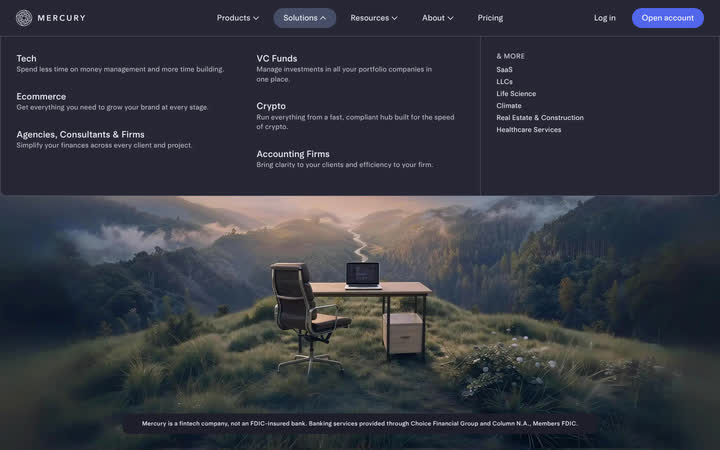 MERCURY
Products
Solutions
Resources
About
Pricing
Log in
Open account
Tech
Spend less time on money management and more time building.
Ecommerce
Get everything you need to grow your brand at every stage.
Agencies, Consultants & Firms
Simplify your finances across every client and project.
VC Funds
Manage investments in all your portfolio companies in
one place.
Crypto
Run everything from a fast, compliant hub built for the speed
of crypto.
Accounting Firms
Bring clarity to your clients and efficiency to your firm.
& MORE
SaaS
LLCs
Life Science
Climate
Real Estate & Construction
Healthcare Services
Mercury is a fintech company, not an FDIC-insured bank. Banking services provided through Choice Financial Group and Column N.A., Members FDIC.